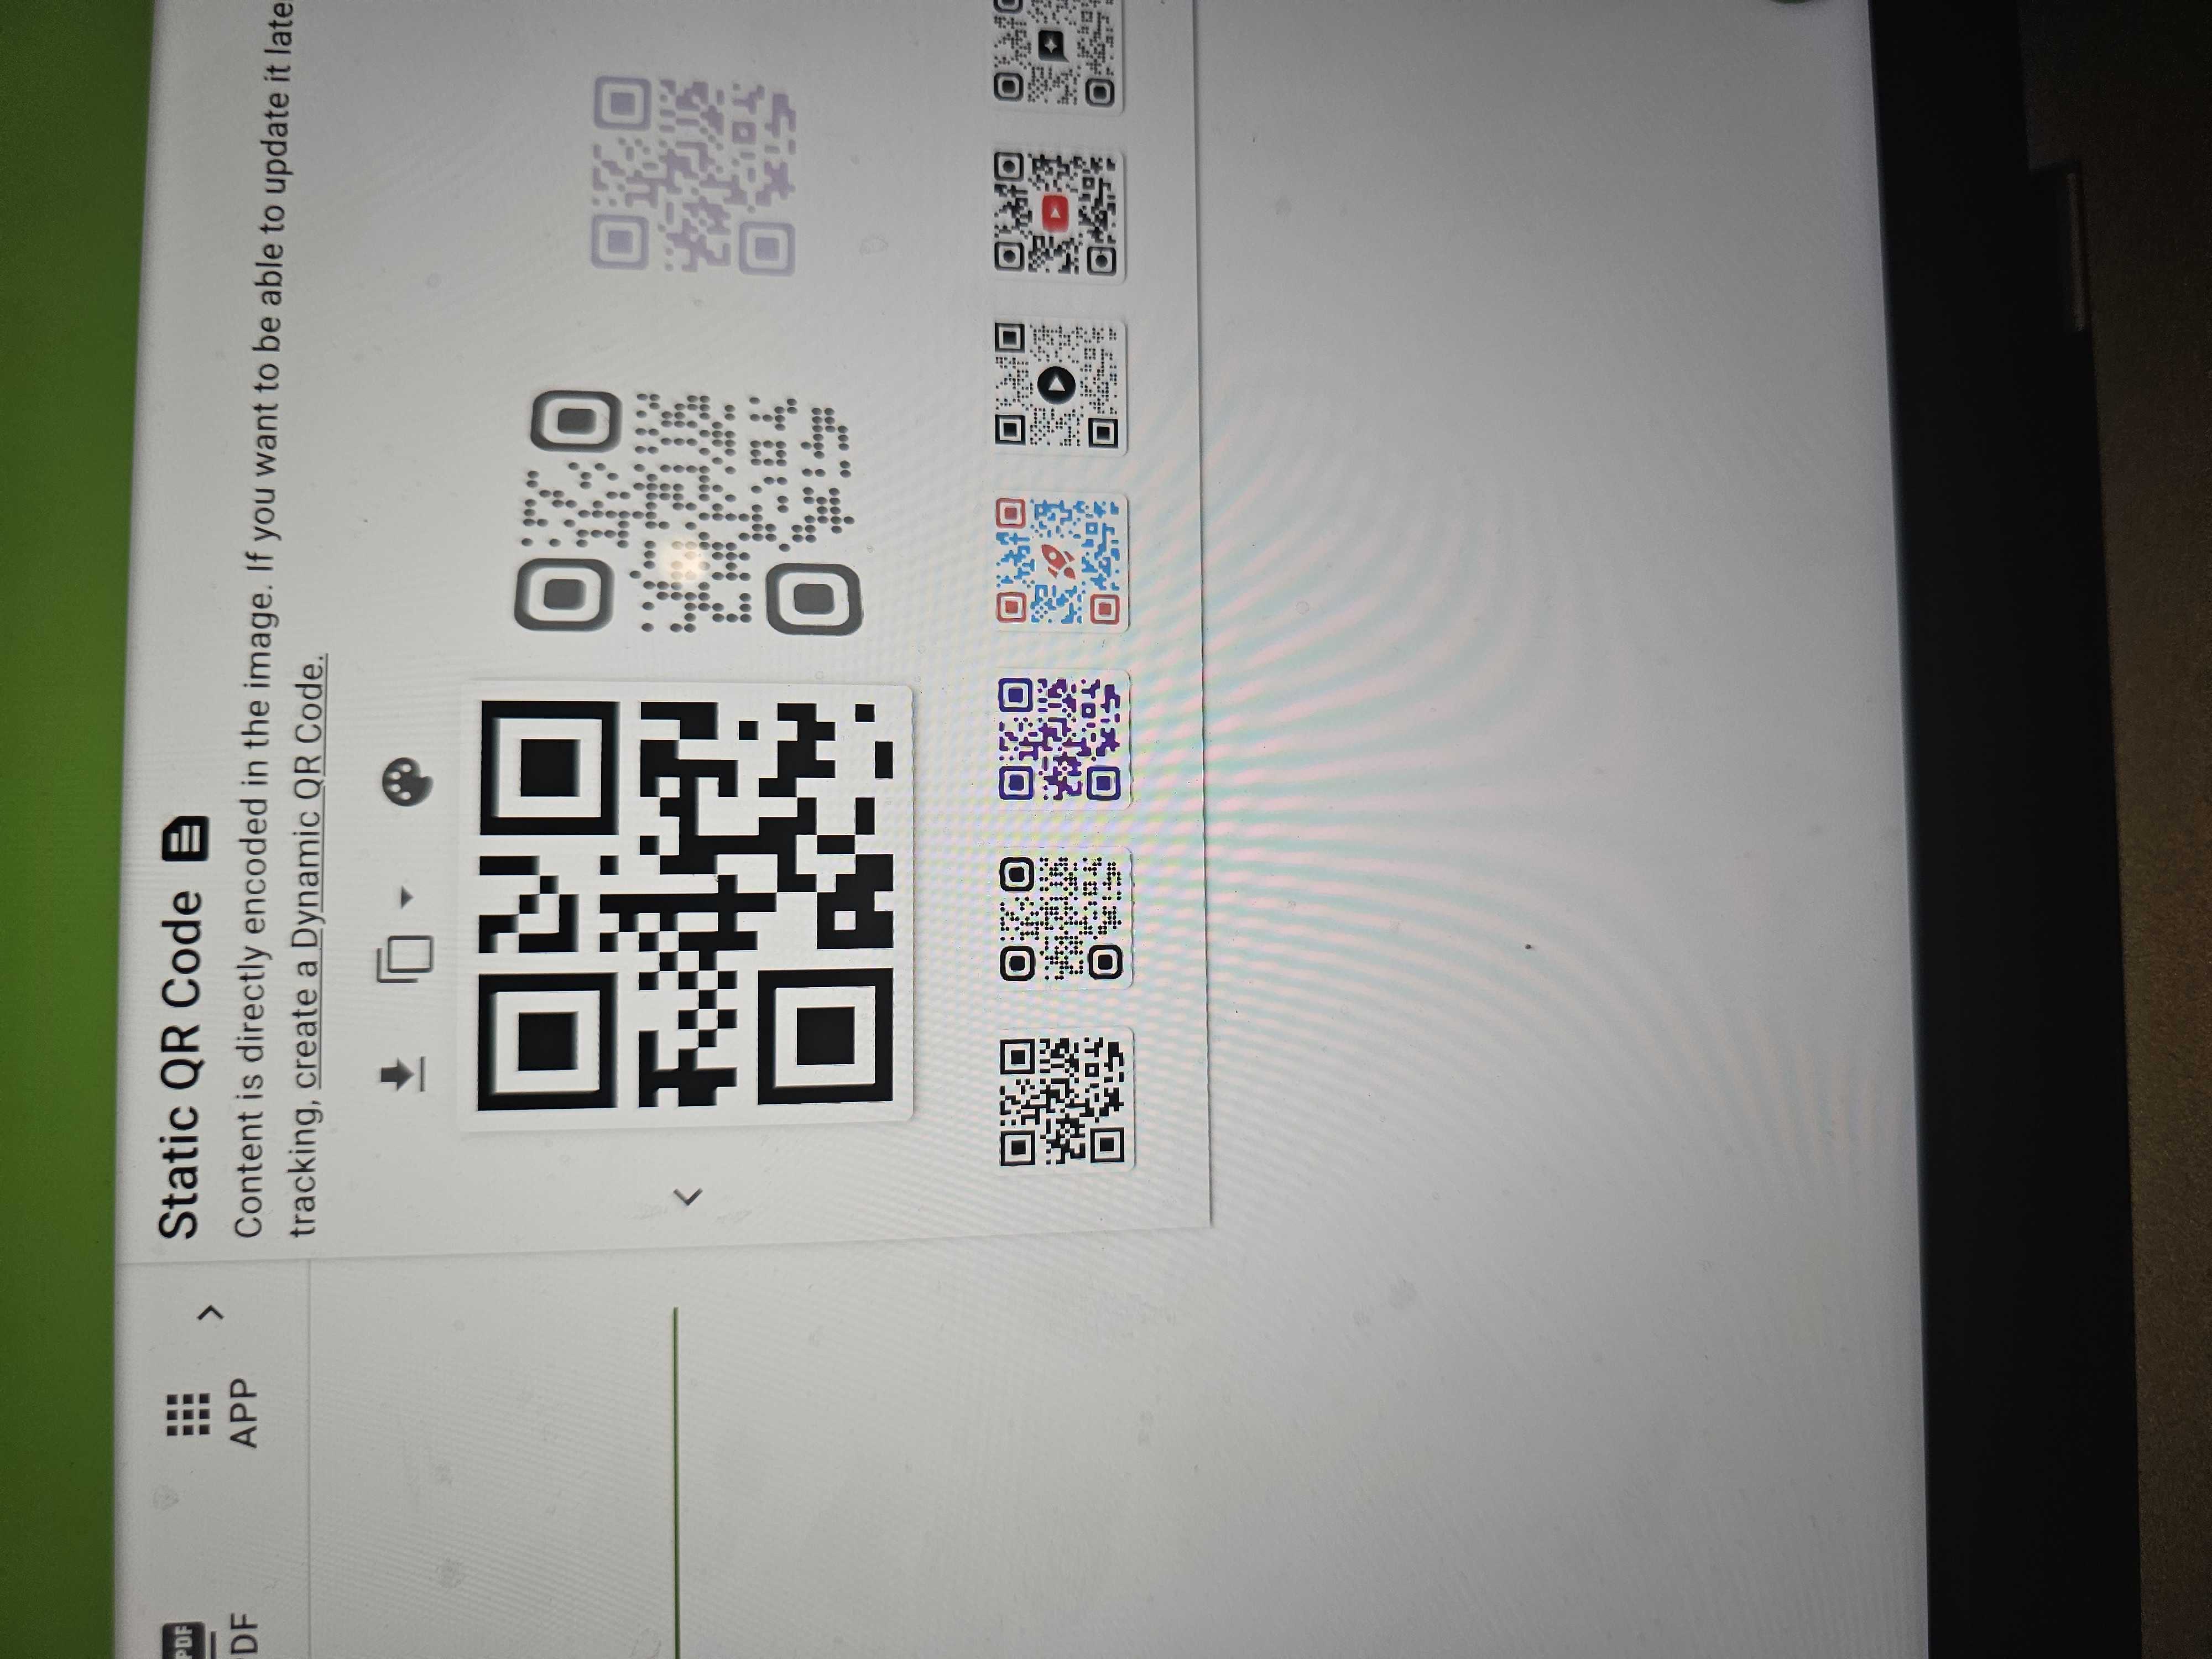 PDF
DF
APP
Static QR Code
Content is directly encoded in the image. If you want to be able to update it late
tracking, create a Dynamic QR Code.